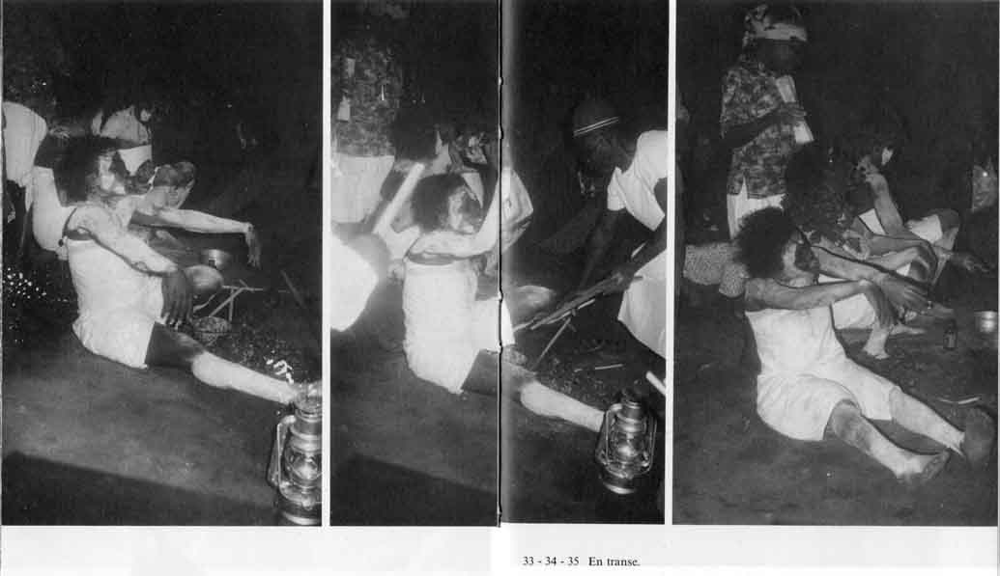 33 - 34 - 35 En transe.